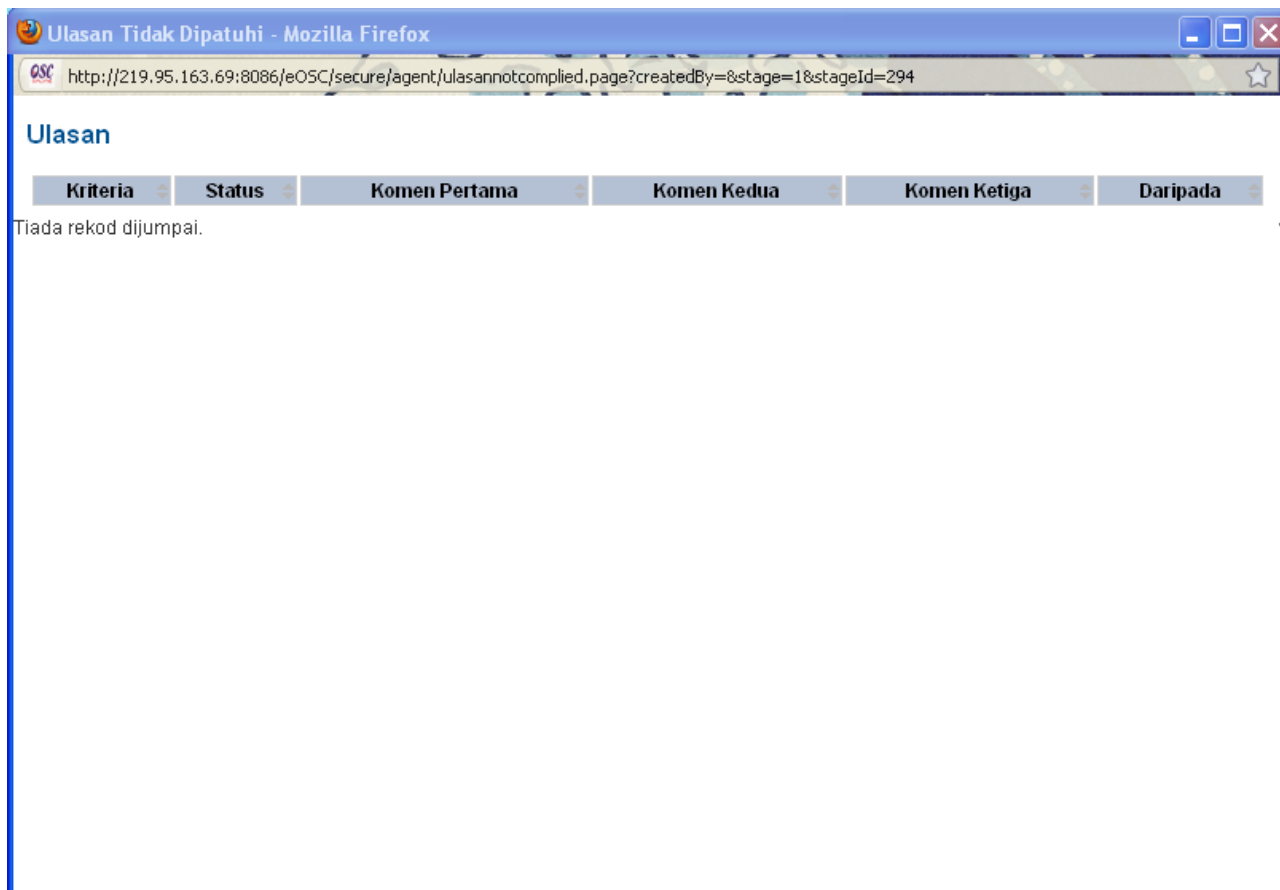 Ulasan Tidak Dipatuhi - Mozilla Firefox
OSC http://219.95.163.69:8086/eOSC/secure/agent/ulasannotcomplied.page?createdBy=&stage=1&stageId=294
Ulasan
Kriteria Status Komen Pertama Komen Kedua Komen Ketiga Daripada
Tiada rekod dijumpai.